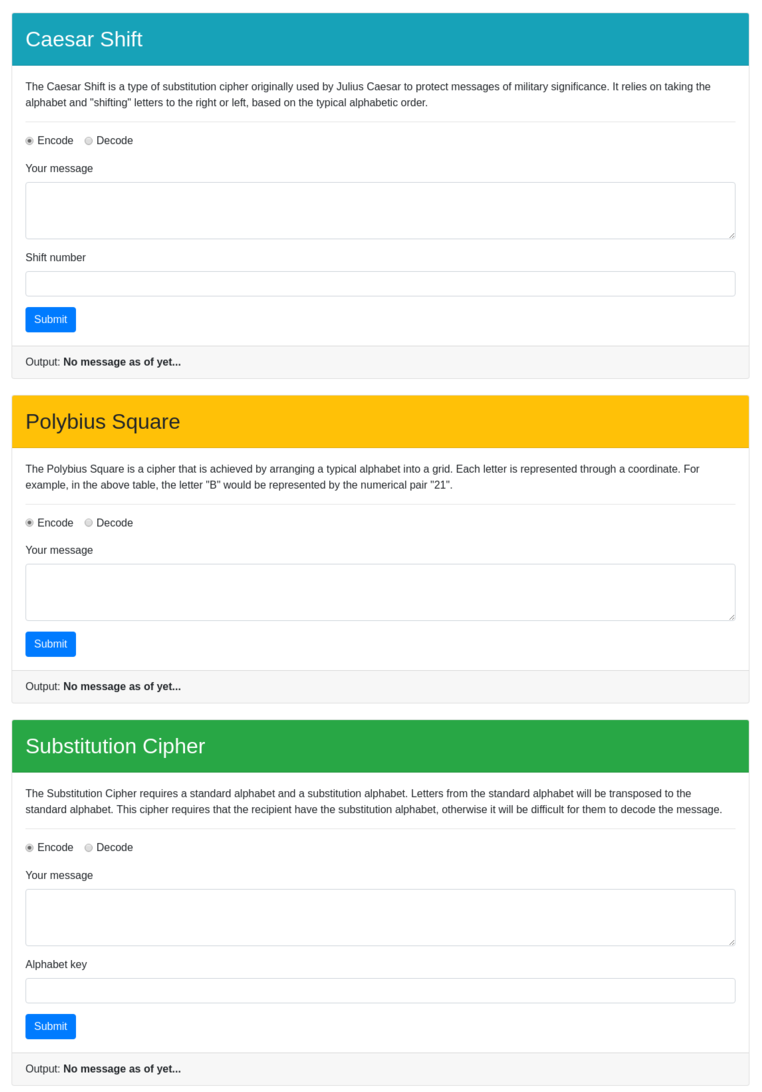 Caesar Shift
The Caesar Shift is a type of substitution cipher originally used by Julius Caesar to protect messages of military significance. It relies on taking the
alphabet and "shifting" letters to the right or left, based on the typical alphabetic order.
Encode Decode
Your message
Shift number
Submit
Output: No message as of yet...
Polybius Square
The Polybius Square is a cipher that is achieved by arranging a typical alphabet into a grid. Each letter is represented through a coordinate. For
example, in the above table, the letter "B" would be represented by the numerical pair "21".
Encode Decode
Your message
Submit
Output: No message as of yet...
Substitution Cipher
The Substitution Cipher requires a standard alphabet and a substitution alphabet. Letters from the standard alphabet will be transposed to the
standard alphabet. This cipher requires that the recipient have the substitution alphabet, otherwise it will be difficult for them to decode the message.
Encode Decode
Your message
Alphabet key
Submit
Output: No message as of yet...